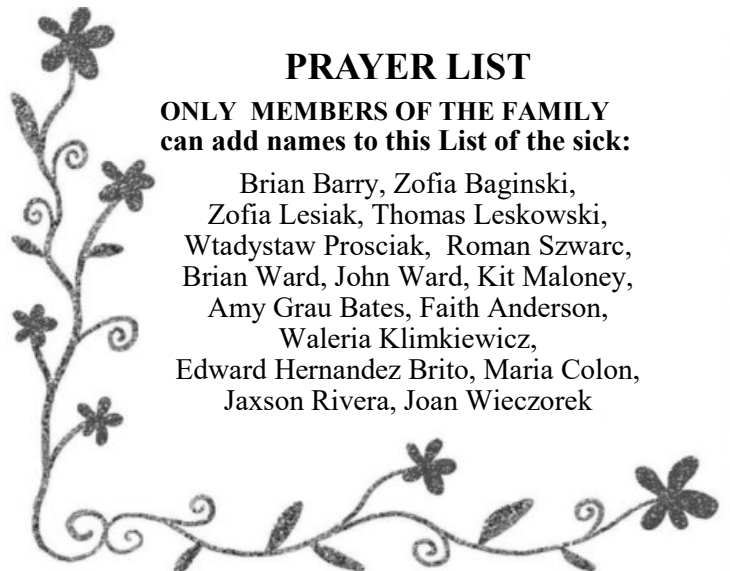 PRAYER LIST
ONLY MEMBERS OF THE FAMILY
can add names to this List of the sick:
Brian Barry, Zofia Baginski,
Zofia Lesiak, Thomas Leskowski,
Wtadystaw Prosciak, Roman Szwarc,
Brian Ward, John Ward, Kit Maloney,
Amy Grau Bates, Faith Anderson,
Waleria Klimkiewicz,
Edward Hernandez Brito, Maria Colon,
Jaxson Rivera, Joan Wieczorek